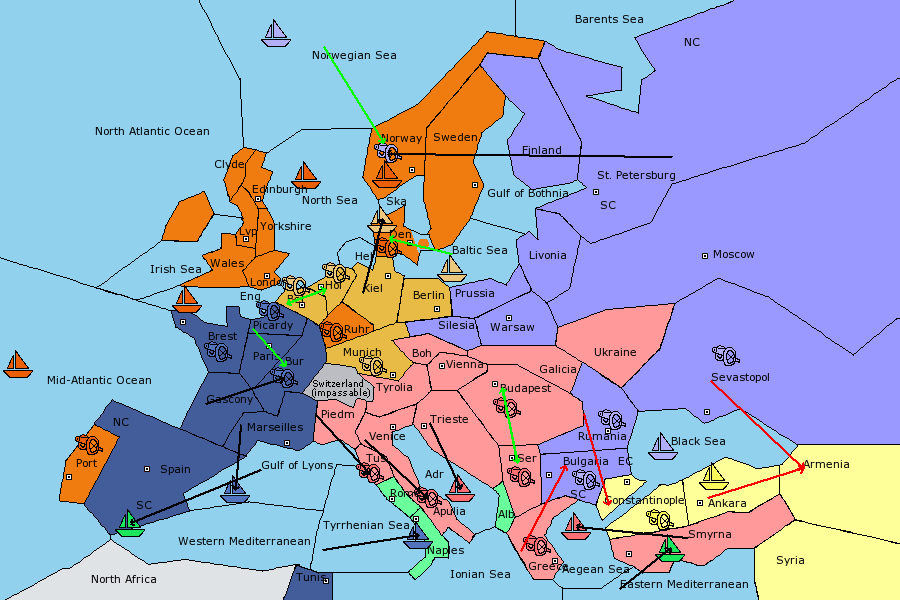 Barents Sea
NC
Norwegian Sea
North Atlantic Ocean
Norway
Sweden
Finland
Clyde
St. Petersburg
Edinburgh
North Sea
Ska
Gulf of Bothnia
SC
Yorkshire
Lvp
Den
Baltic Sea
Moscow
Livonia
Hel
Wales
Irish Sea
London
Hol
Kiel
Berlin
Prussia
Eng
Picardy
Ruhr
Silesia
Warsaw
Brest
Paris
Bur
Munich
Boh
Vienna
Ukraine
Galicia
Mid-Atlantic Ocean
Switzerland
(impassable)
Tyrolia
Budapest
Sevastopol
Gascony
NC
Piedm
Trieste
Marseilles
Venice
Rumania
Black Sea
Port
Spain
Gulf of Lyons
Tus
Ser
Bulgaria
EC
Armenia
Adr
SC
SC
Rome
Constantinople
Ankara
Apulia
Alb
Tyrrhenian Sea
Smyrna
Western Mediterranean
Naples
Syria
North Africa
Tunis
Ionian Sea
Greece
Aegean Sea
Eastern Mediterranean